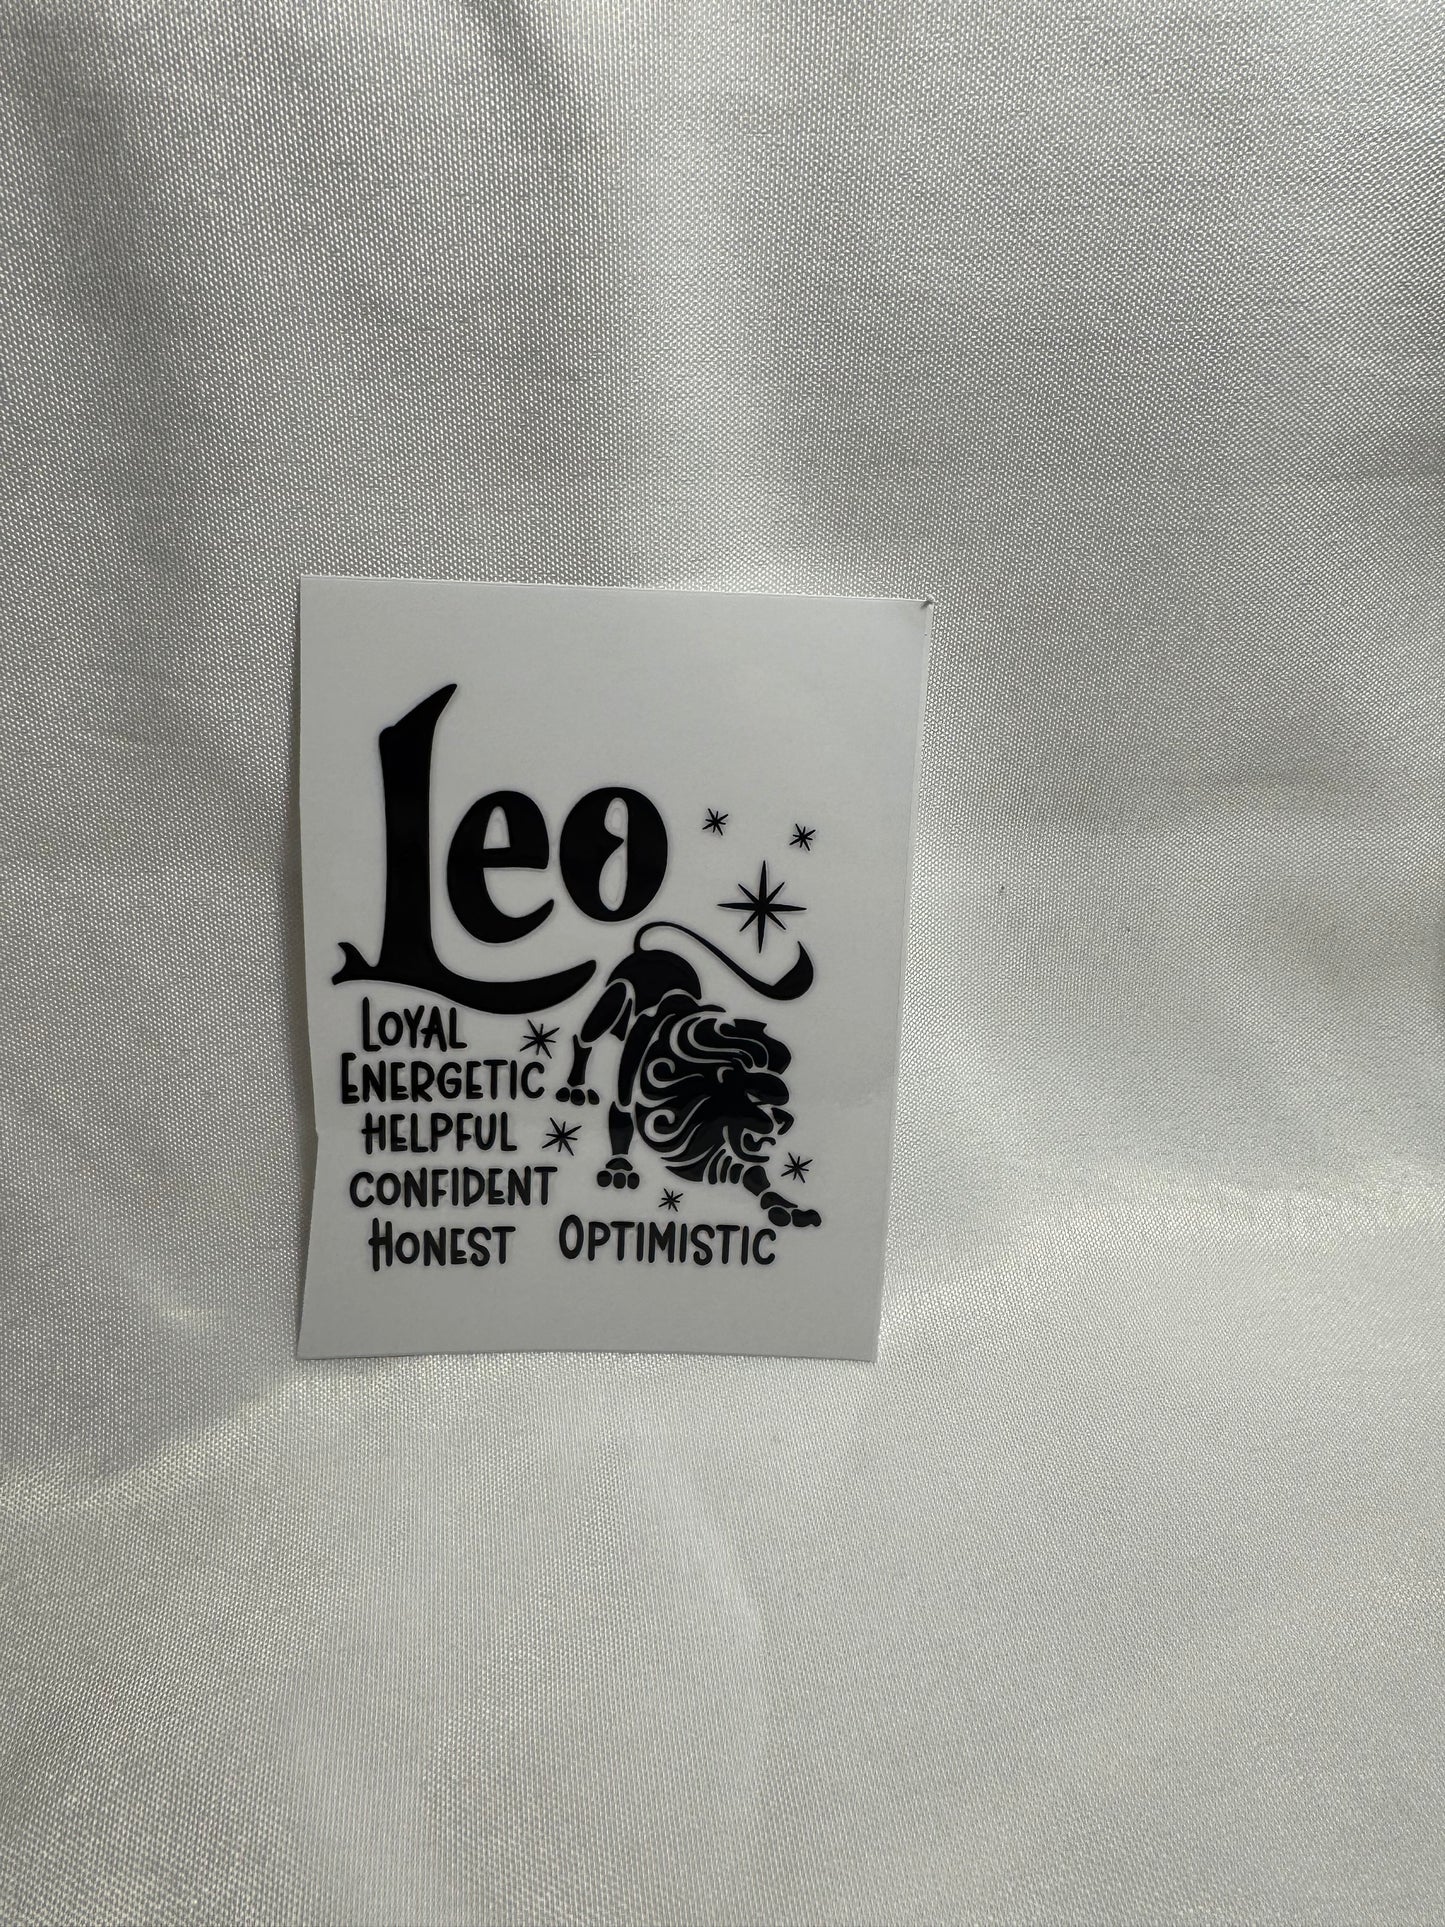 Leo
LOYAL
ENERGETIC
HELPFUL
CONFIDENT
HONEST OPTIMISTIC